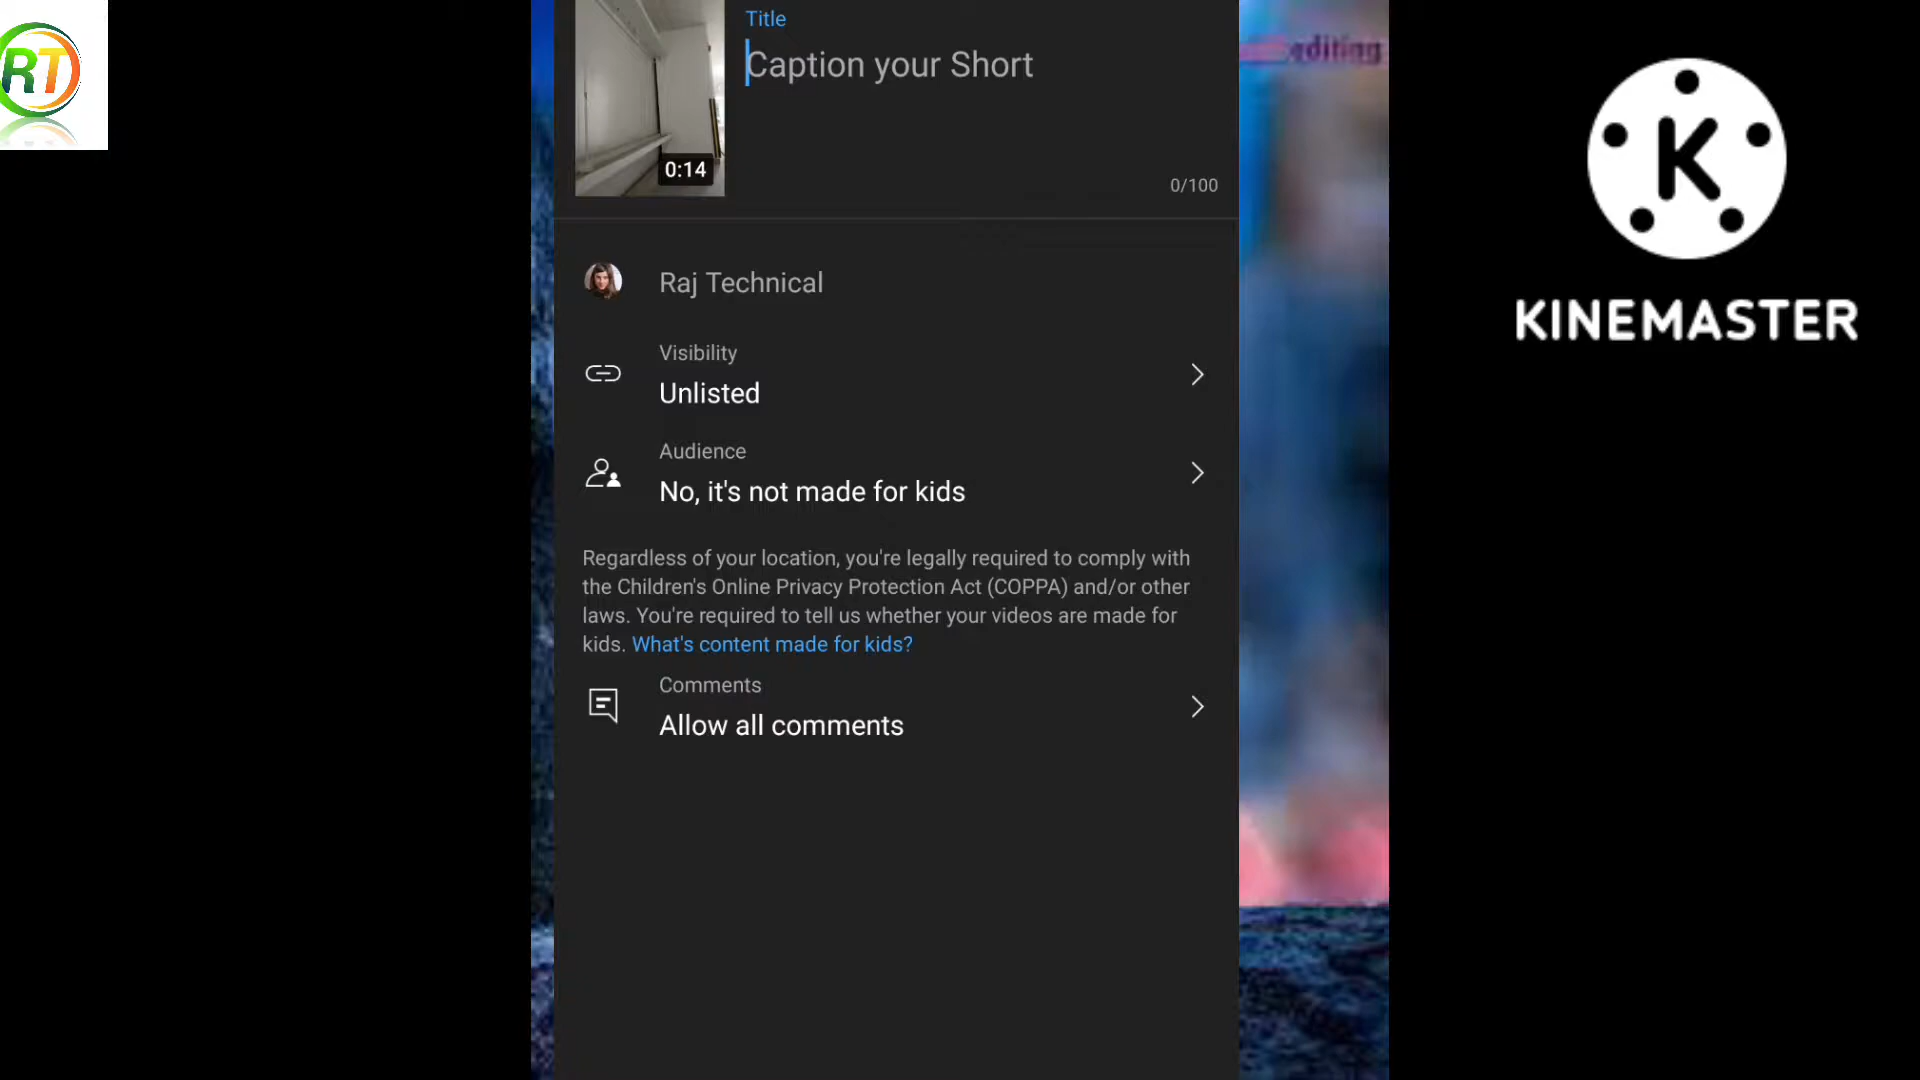 RT
Title
Caption your Short
0:14
0/100
editing
K
KINEMASTER
Raj Technical
Visibility
Unlisted
Audience
No, it's not made for kids
Regardless of your location, you're legally required to comply with
the Children's Online Privacy Protection Act (COPPA) and/or other
laws. You're required to tell us whether your videos are made for
kids. What's content made for kids?
Comments
Allow all comments